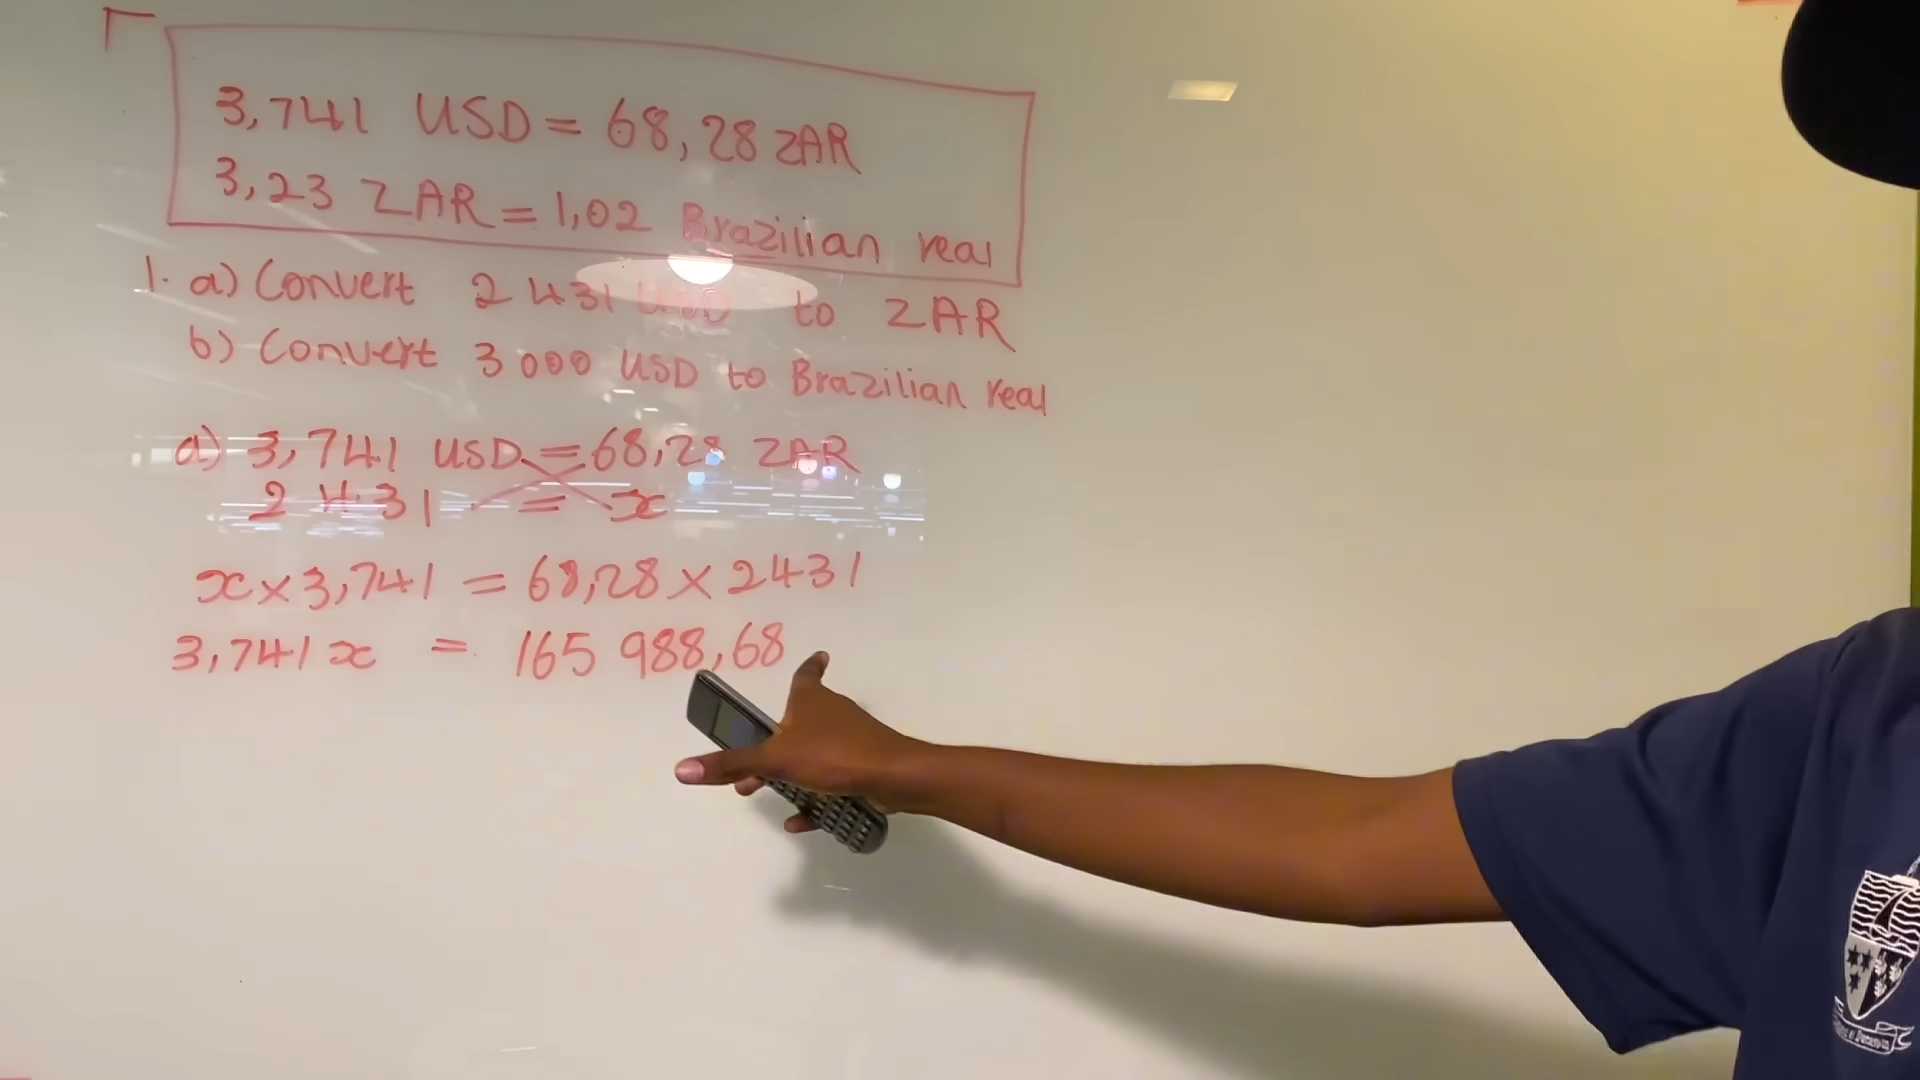 3,741 USD = 68,28 ZAR
3,23 ZAR = 1,02 Brazilian real
1. a) Convert 2 431 USD to ZAR
b) Convert 3 000 USD to Brazilian real
a) 3,741 USD = 68,28 ZAR
2 431 = x
x × 3,741 = 68,28 × 2431
3,741 x = 165 988,68